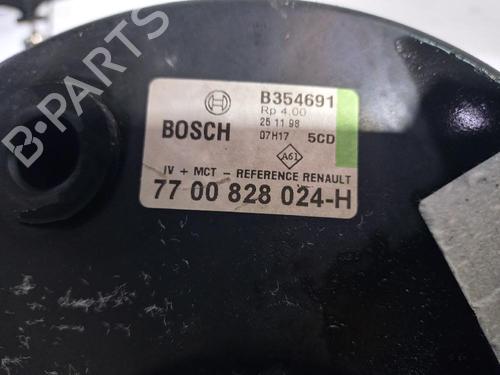 B354691
Rp 4.00
BOSCH 25 11 98
07H17 5CD
A61
IV + MCT - REFERENCE RENAULT
77 00 828 024-H
B-PARTS